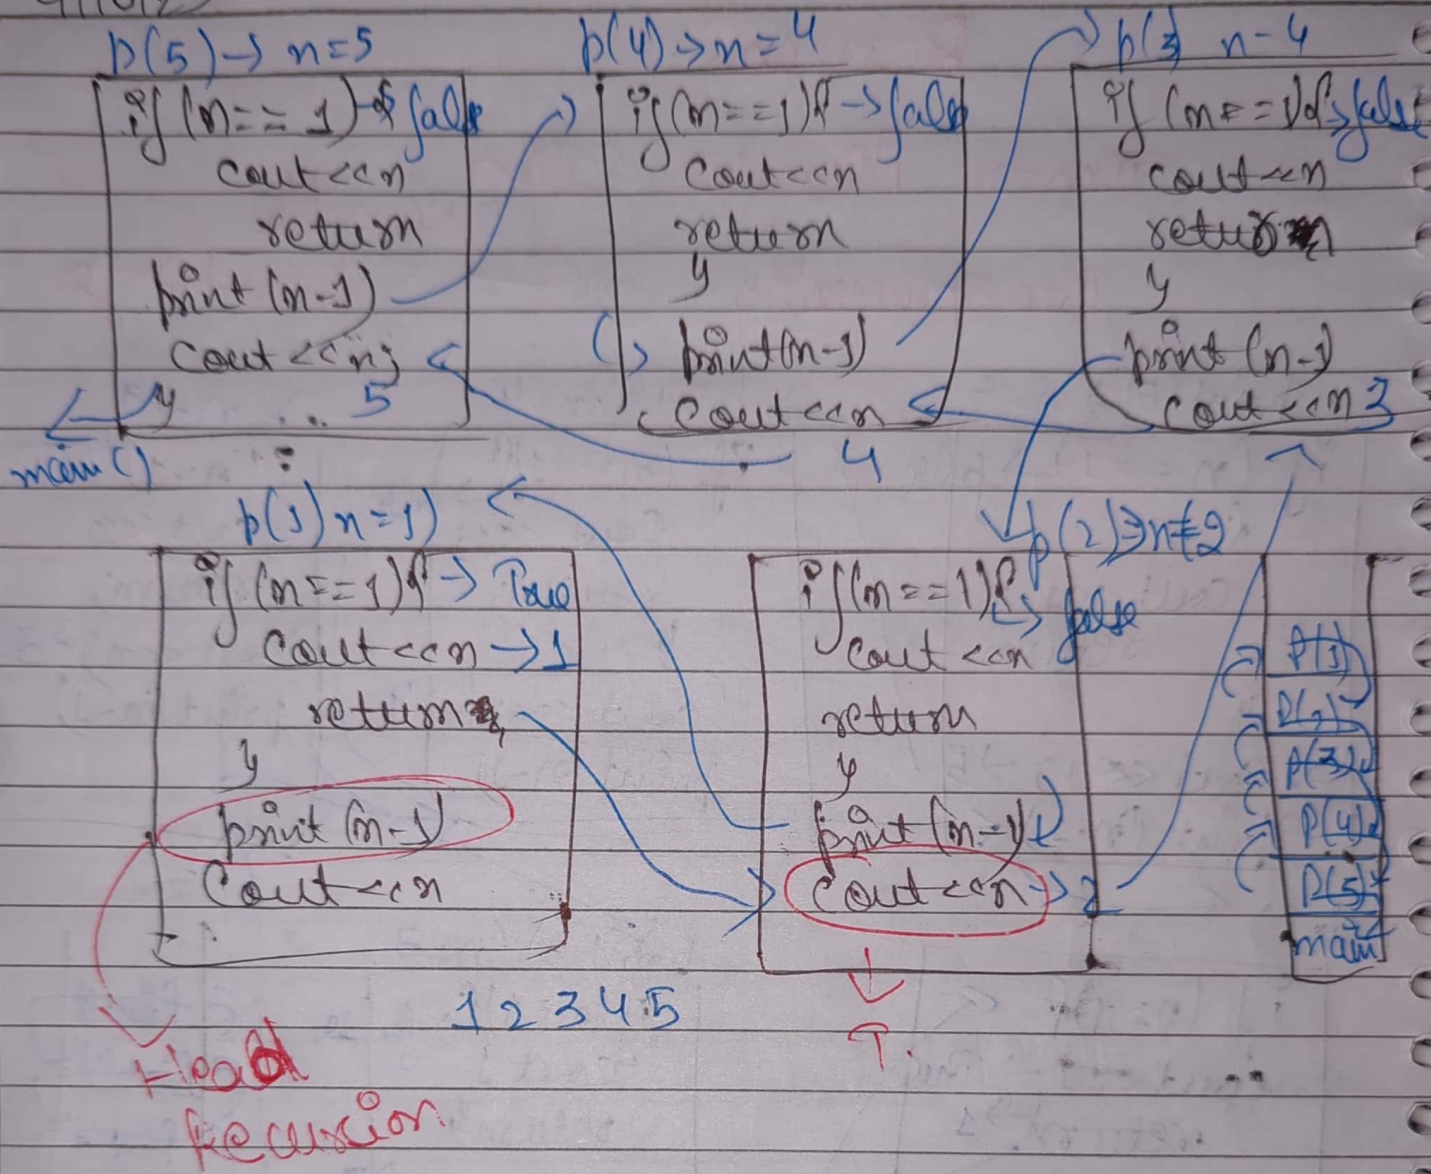 p(5) → n=5
if (n == 1) { false
cout<<n
return
print (n-1)
cout <<n;
}
5
main()
p(4) → n = 4
if(n==1){ → false
cout<<n
return
}
print(n-1)
cout<<n
4
p(3) n-4
if (n==1){→false
cout<<n
return
}
print (n-1)
cout<<n 3
p(1) n=1)
if(n==1){ → True
cout<<n → 1
return
}
print (n-1)
cout<<n
p(2)→n=2
if(n==1){ → false
cout<<n
return
}
print (n-1)
cout<<n → 2
P(1)
P(2)
P(3)
P(4)
P(5)
main
1 2 3 4 5
Head
Recursion
T.